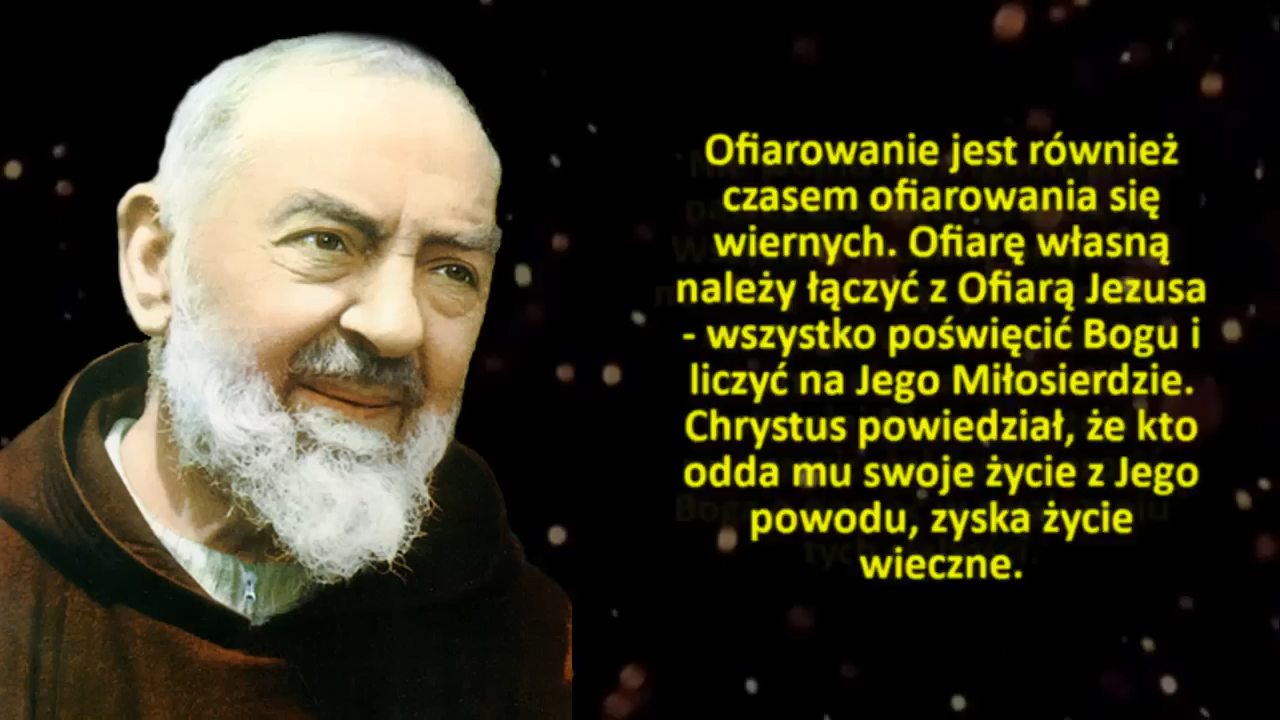 Ofiarowanie jest również
czasem ofiarowania się
wiernych. Ofiarę własną
należy łączyć z Ofiarą Jezusa
- wszystko poświęcić Bogu i
liczyć na Jego Miłosierdzie.
Chrystus powiedział, że kto
odda mu swoje życie z Jego
powodu, zyska życie
wieczne.